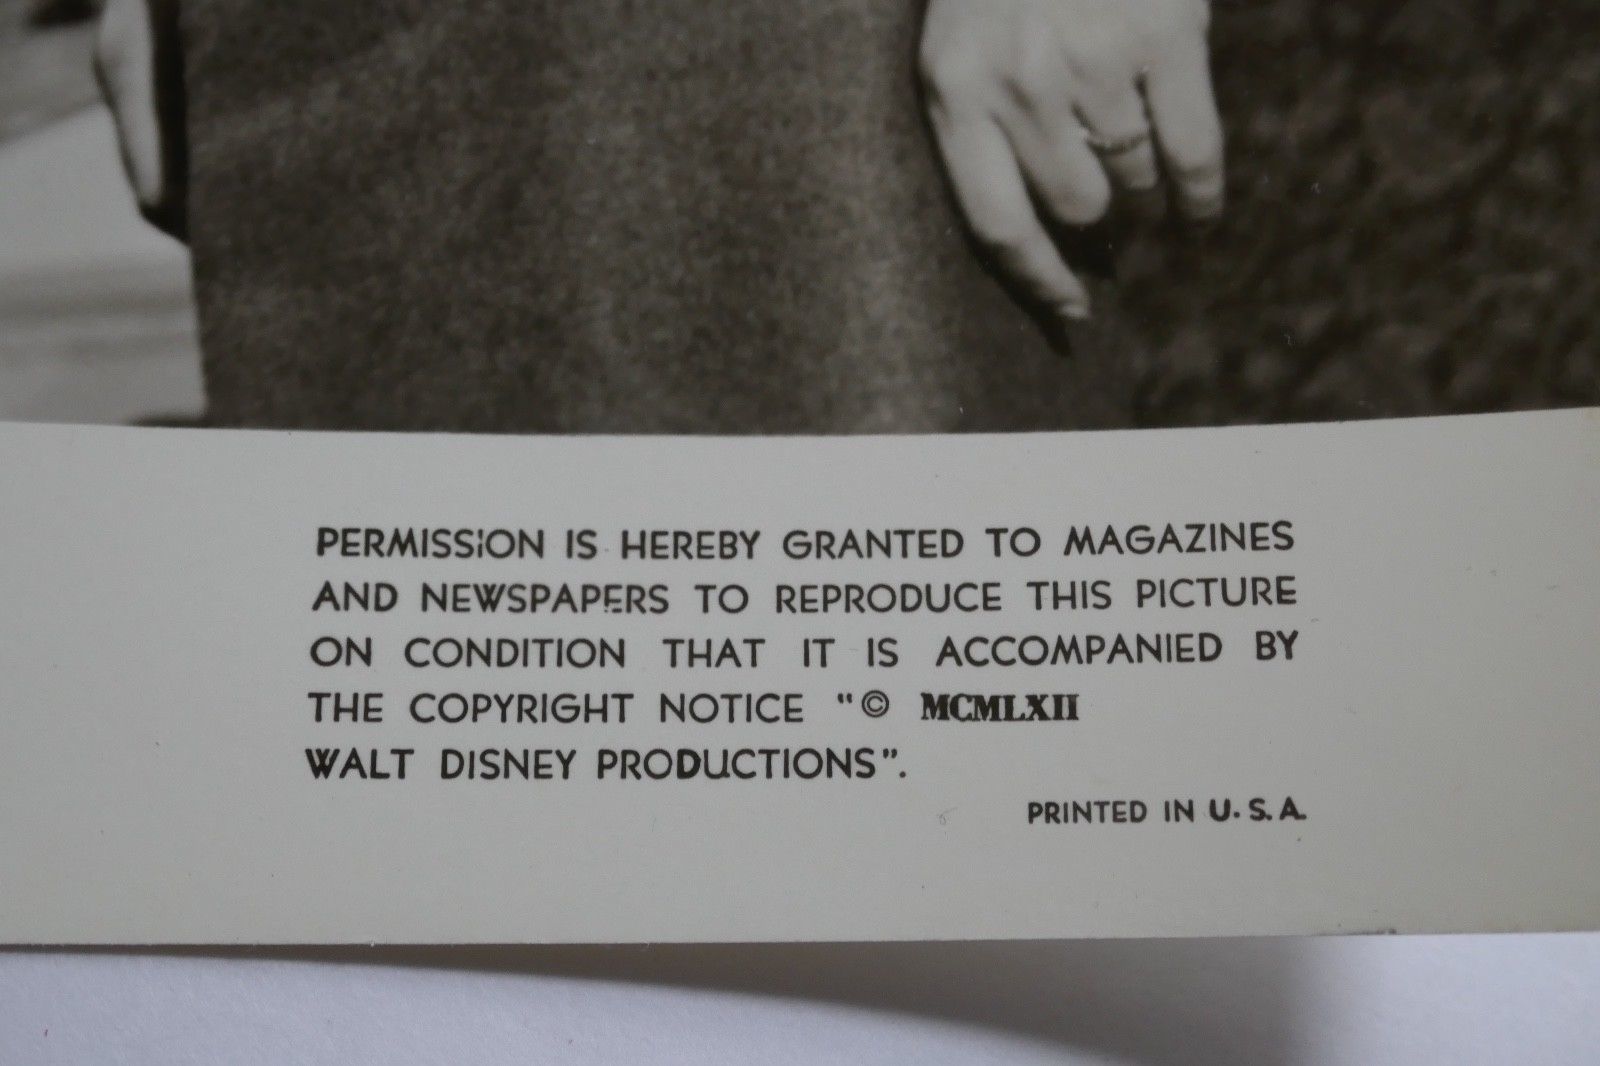 PERMISSION IS HEREBY GRANTED TO MAGAZINES
AND NEWSPAPERS TO REPRODUCE THIS PICTURE
ON CONDITION THAT IT IS ACCOMPANIED BY
THE COPYRIGHT NOTICE "© MCMLXII
WALT DISNEY PRODUCTIONS".
PRINTED IN U.S.A.